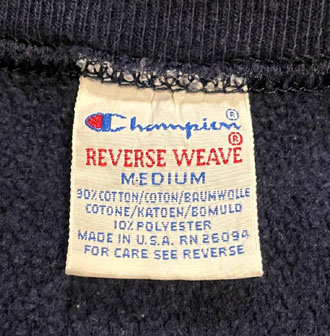 Champion®
REVERSE WEAVE®
MEDIUM
90% COTTON/COTON/BAUMWOLLE
COTONE/KATOEN/BOMULD
10% POLYESTER
MADE IN U.S.A. RN 26094
FOR CARE SEE REVERSE